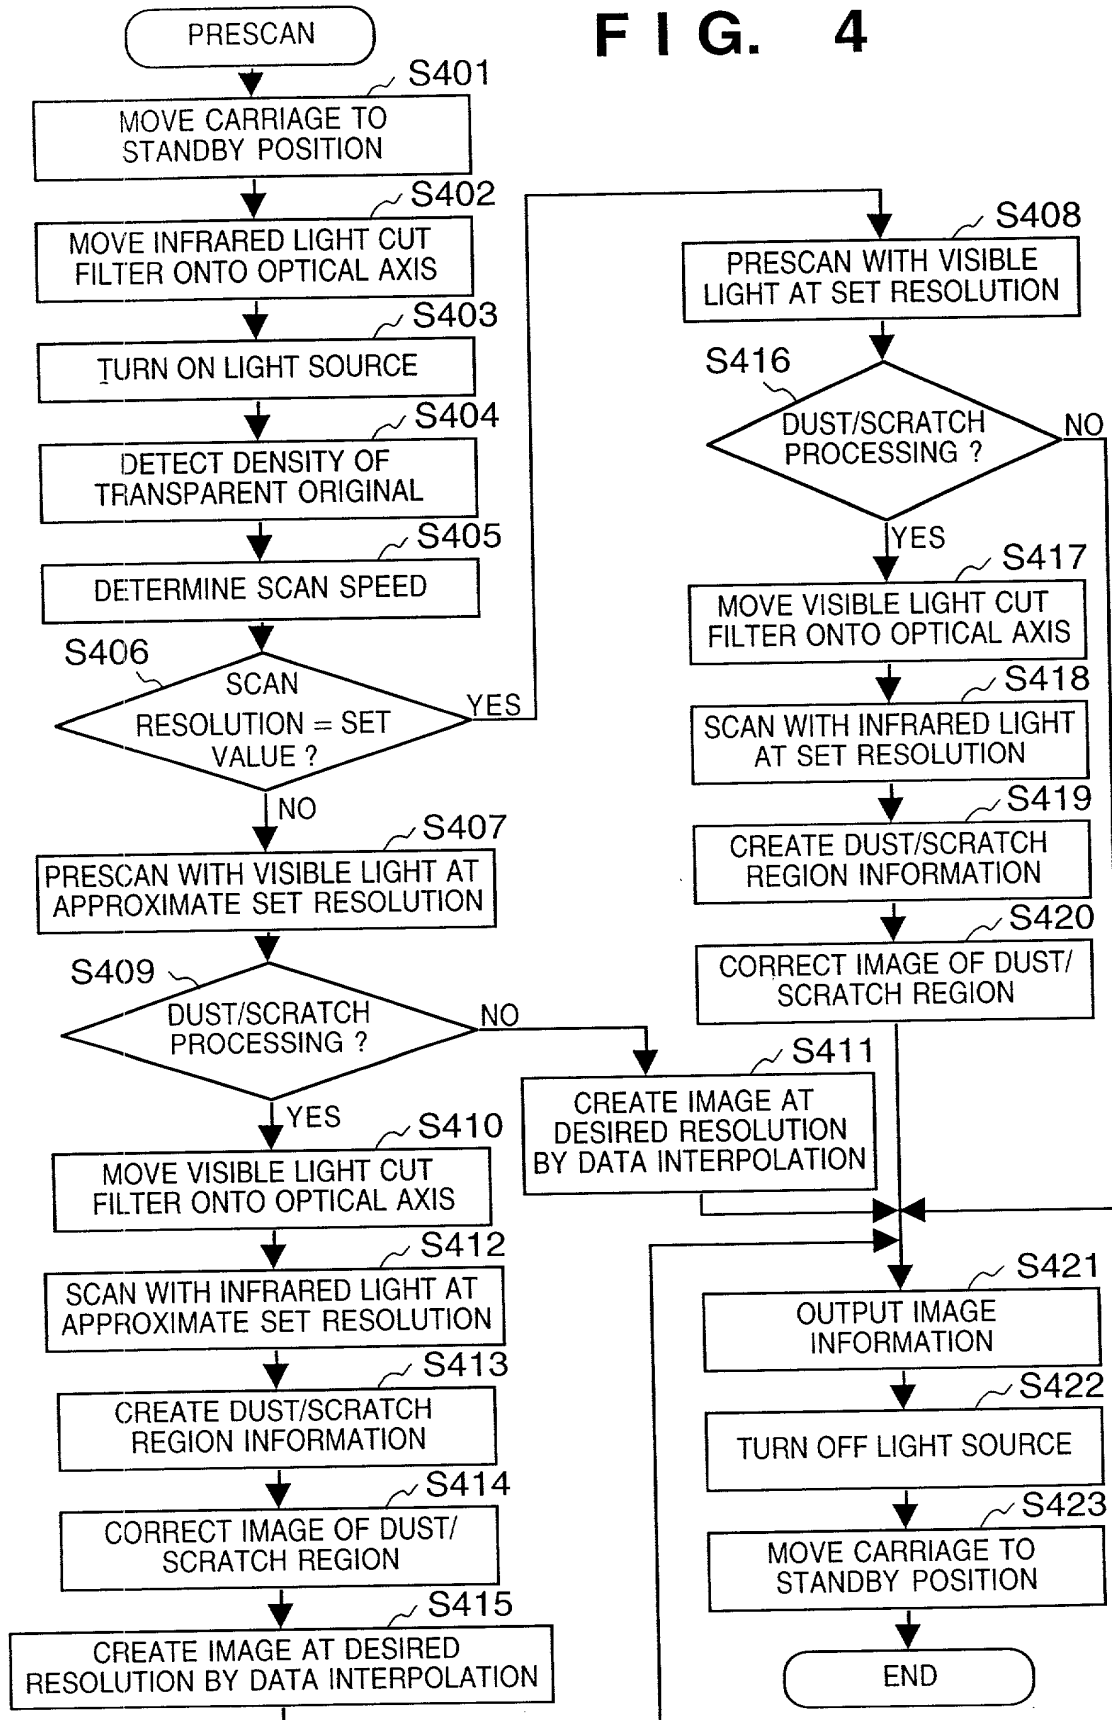 FIG. 4
PRESCAN
S401
MOVE CARRIAGE TO
STANDBY POSITION
S402
MOVE INFRARED LIGHT CUT
FILTER ONTO OPTICAL AXIS
S403
TURN ON LIGHT SOURCE
S404
DETECT DENSITY OF
TRANSPARENT ORIGINAL
S405
DETERMINE SCAN SPEED
S406
SCAN
RESOLUTION = SET
VALUE ?
YES
NO
S407
PRESCAN WITH VISIBLE LIGHT AT
APPROXIMATE SET RESOLUTION
S409
DUST/SCRATCH
PROCESSING ?
NO
YES
S410
MOVE VISIBLE LIGHT CUT
FILTER ONTO OPTICAL AXIS
S412
SCAN WITH INFRARED LIGHT AT
APPROXIMATE SET RESOLUTION
S413
CREATE DUST/SCRATCH
REGION INFORMATION
S414
CORRECT IMAGE OF DUST/
SCRATCH REGION
S415
CREATE IMAGE AT DESIRED
RESOLUTION BY DATA INTERPOLATION
S411
CREATE IMAGE AT
DESIRED RESOLUTION
BY DATA INTERPOLATION
S408
PRESCAN WITH VISIBLE
LIGHT AT SET RESOLUTION
S416
DUST/SCRATCH
PROCESSING ?
NO
YES
S417
MOVE VISIBLE LIGHT CUT
FILTER ONTO OPTICAL AXIS
S418
SCAN WITH INFRARED LIGHT
AT SET RESOLUTION
S419
CREATE DUST/SCRATCH
REGION INFORMATION
S420
CORRECT IMAGE OF DUST/
SCRATCH REGION
S421
OUTPUT IMAGE
INFORMATION
S422
TURN OFF LIGHT SOURCE
S423
MOVE CARRIAGE TO
STANDBY POSITION
END